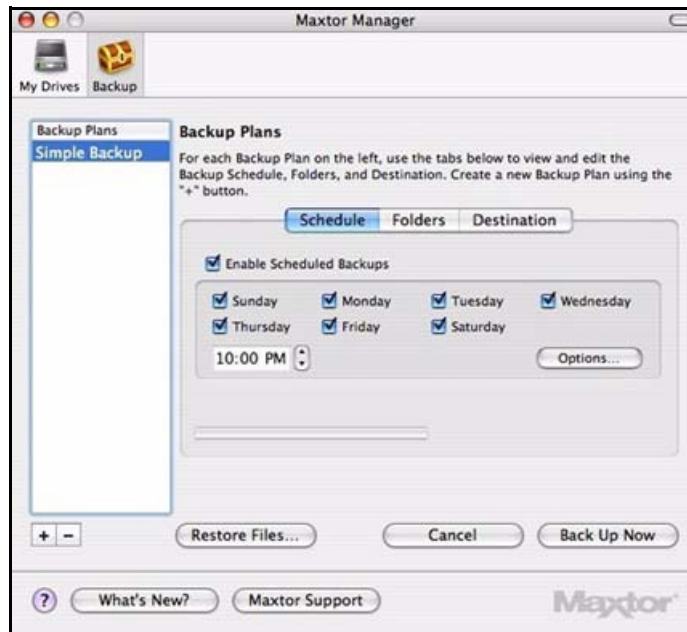 Maxtor Manager
My Drives Backup
Backup Plans
Simple Backup
Backup Plans
For each Backup Plan on the left, use the tabs below to view and edit the
Backup Schedule, Folders, and Destination. Create a new Backup Plan using the
"+" button.
Schedule Folders Destination
Enable Scheduled Backups
Sunday Monday Tuesday Wednesday
Thursday Friday Saturday
10:00 PM Options...
+ - Restore Files... Cancel Back Up Now
? What's New? Maxtor Support Maxtor